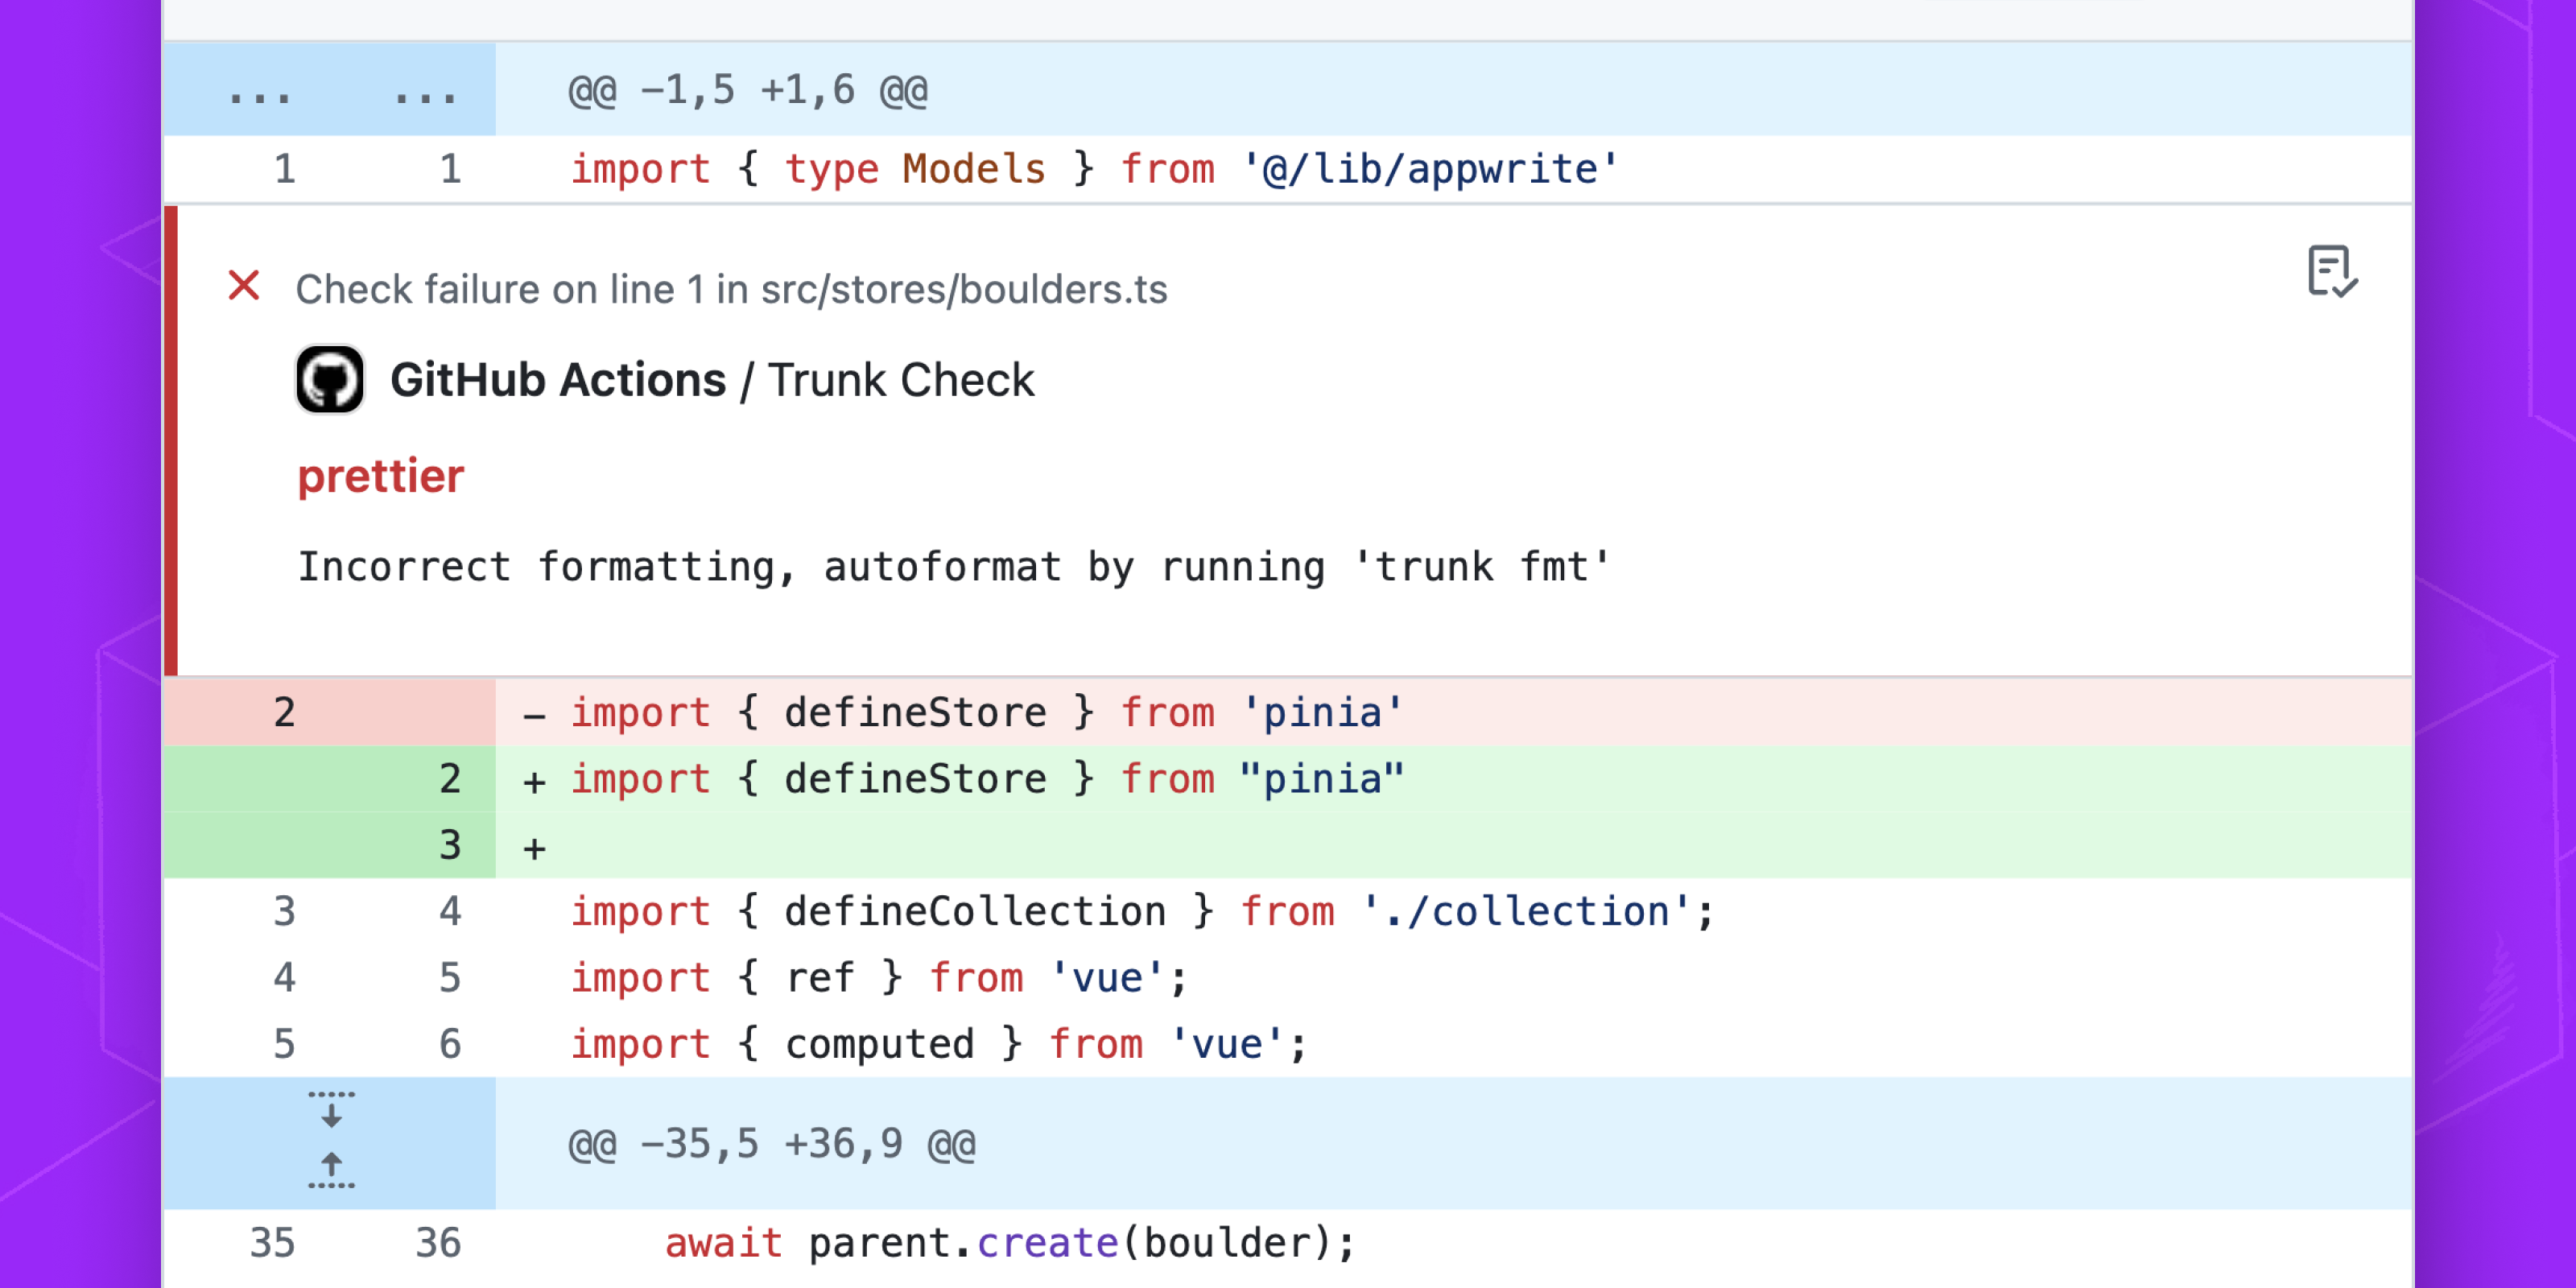 ... ... @@ -1,5 +1,6 @@
1 1 import { type Models } from '@/lib/appwrite'
Check failure on line 1 in src/stores/boulders.ts
GitHub Actions / Trunk Check
prettier
Incorrect formatting, autoformat by running 'trunk fmt'
2 - import { defineStore } from 'pinia'
2 + import { defineStore } from "pinia"
3 +
3 4 import { defineCollection } from './collection';
4 5 import { ref } from 'vue';
5 6 import { computed } from 'vue';
@@ -35,5 +36,9 @@
35 36 await parent.create(boulder);